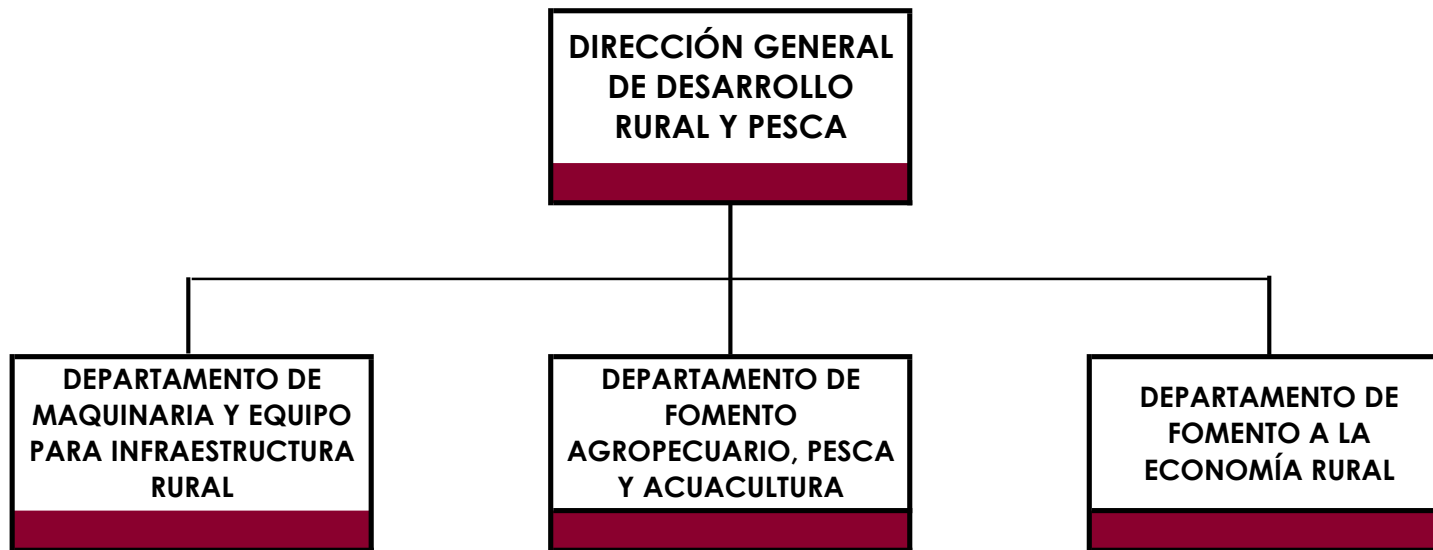 DIRECCIÓN GENERAL
DE DESARROLLO
RURAL Y PESCA
DEPARTAMENTO DE
MAQUINARIA Y EQUIPO
PARA INFRAESTRUCTURA
RURAL
DEPARTAMENTO DE
FOMENTO
AGROPECUARIO, PESCA
Y ACUACULTURA
DEPARTAMENTO DE
FOMENTO A LA
ECONOMÍA RURAL